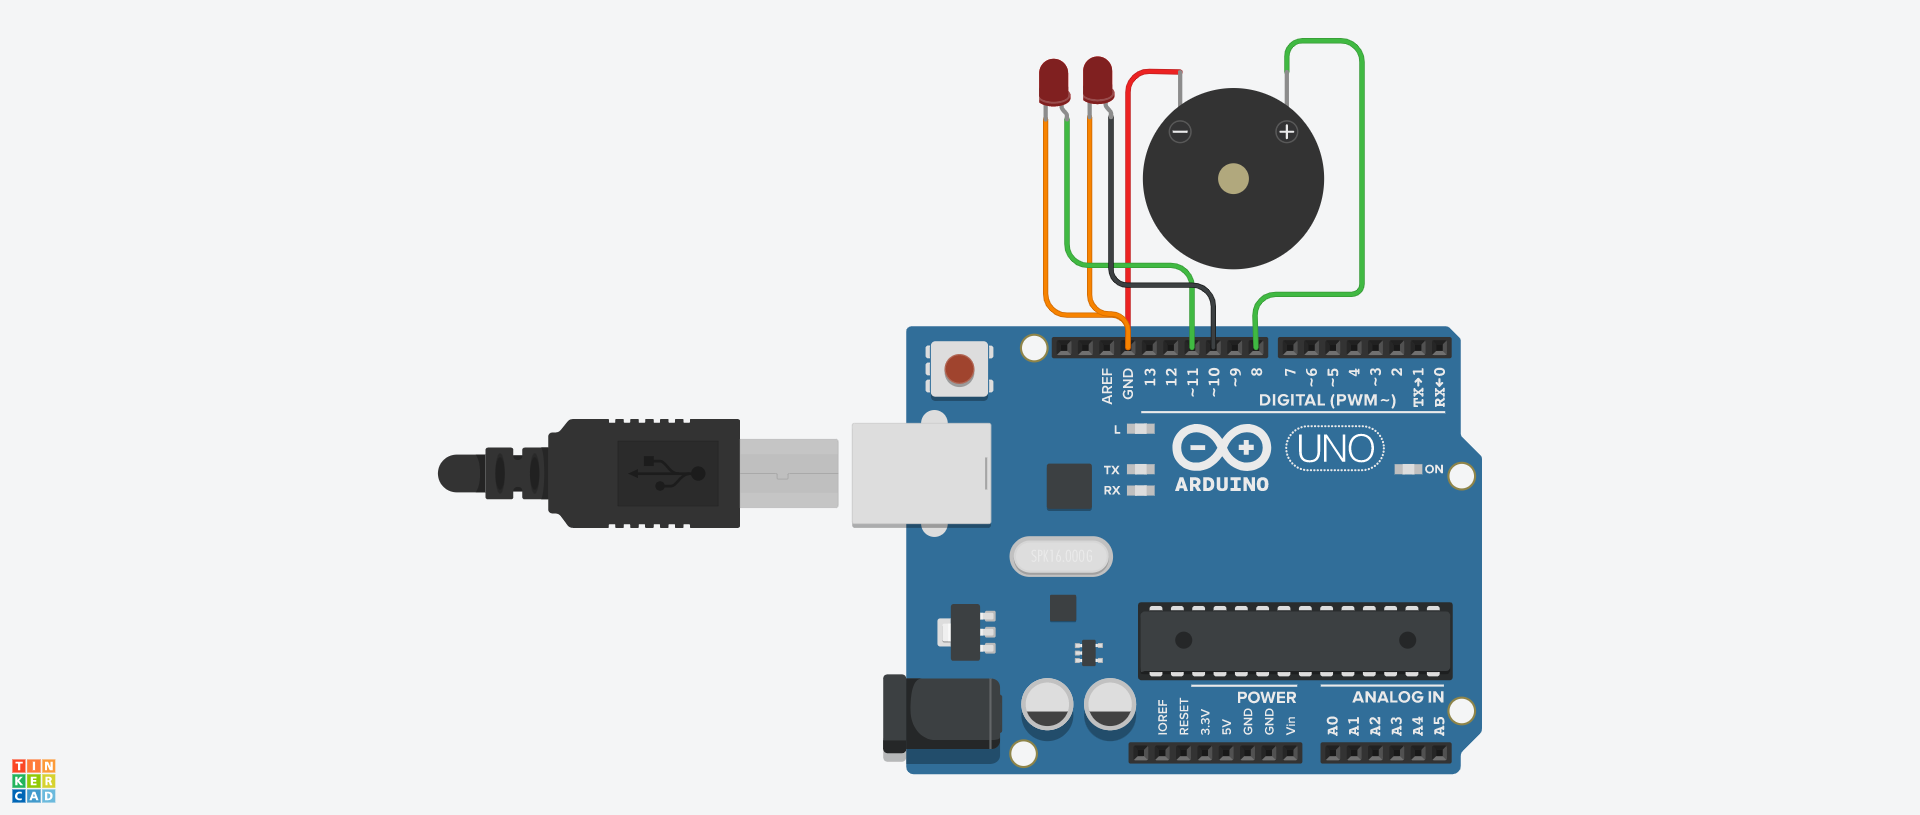 − +
AREF GND 13 12 ~11 ~10 ~9 8 7 ~6 ~5 4 ~3 2 TX→1 RX←0
DIGITAL (PWM~)
L
TX
RX
ARDUINO
UNO
ON
SPK16.000G
POWER
ANALOG IN
IOREF RESET 3.3V 5V GND GND Vin A0 A1 A2 A3 A4 A5
TIN
KER
CAD